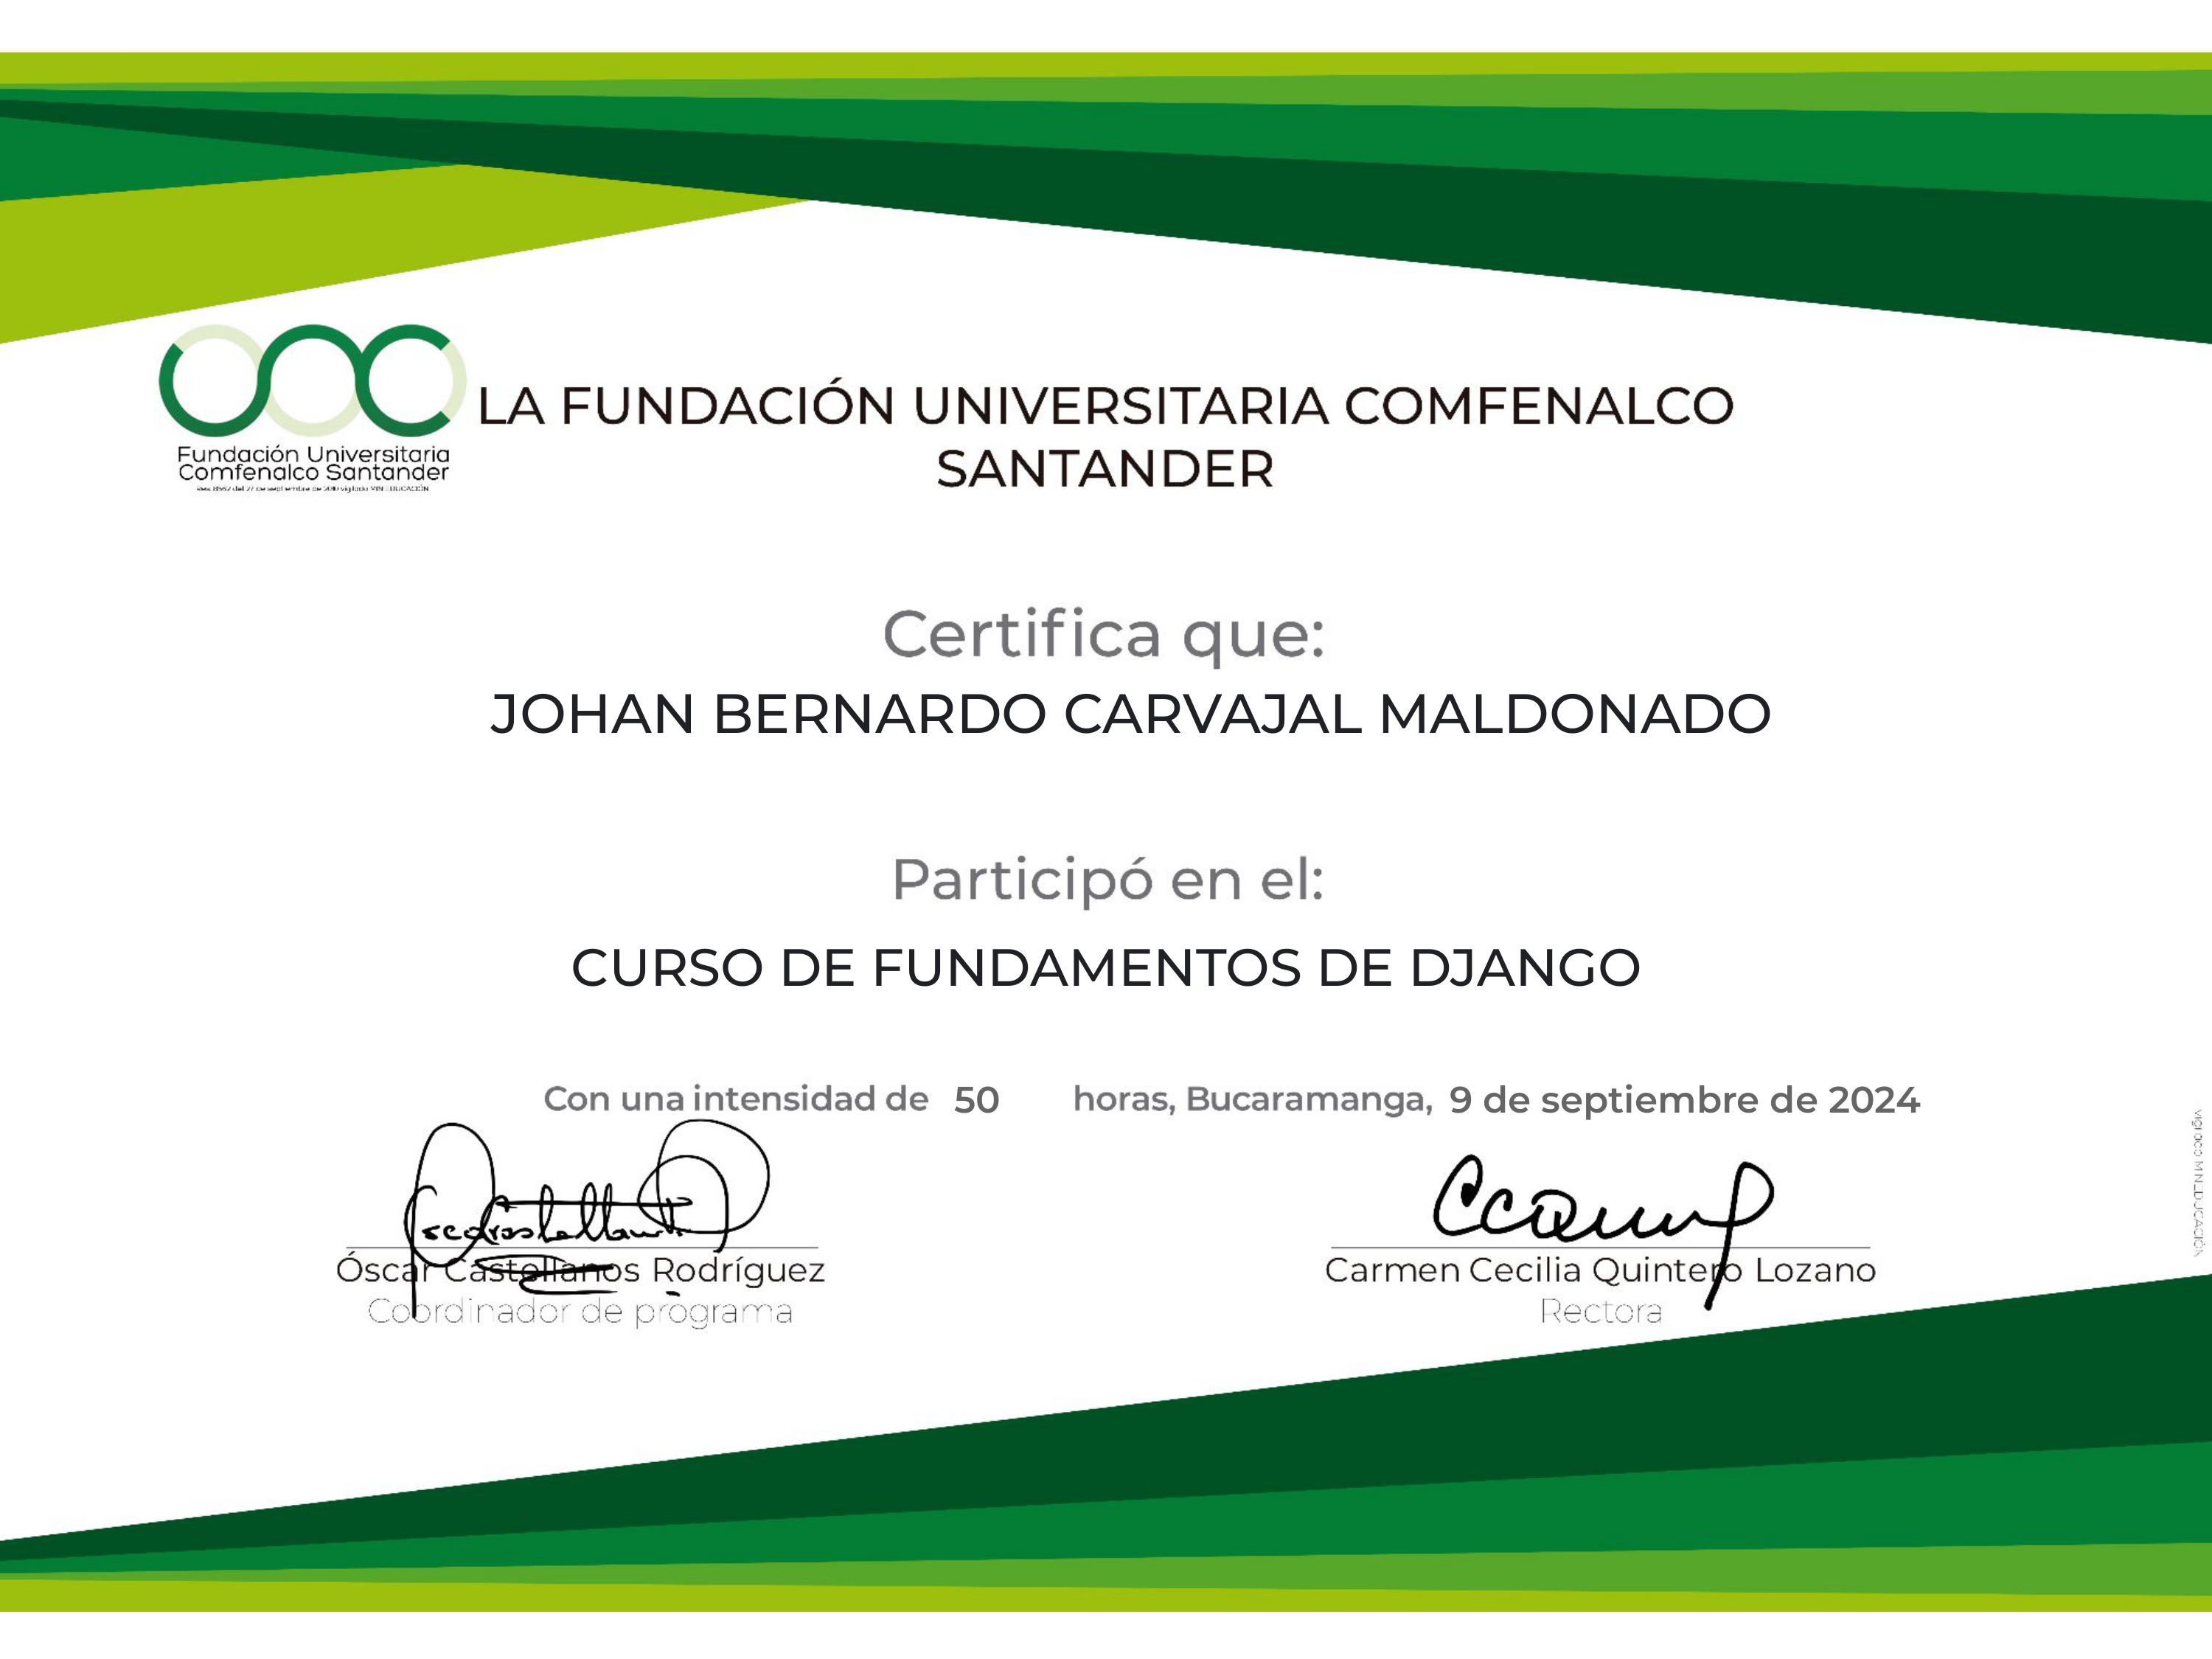 Fundación Universitaria
Comfenalco Santander
LA FUNDACIÓN UNIVERSITARIA COMFENALCO
SANTANDER
Certifica que:
JOHAN BERNARDO CARVAJAL MALDONADO
Participó en el:
CURSO DE FUNDAMENTOS DE DJANGO
Con una intensidad de 50 horas, Bucaramanga, 9 de septiembre de 2024
Óscar Castellanos Rodríguez
Coordinador de programa
Carmen Cecilia Quintero Lozano
Rectora